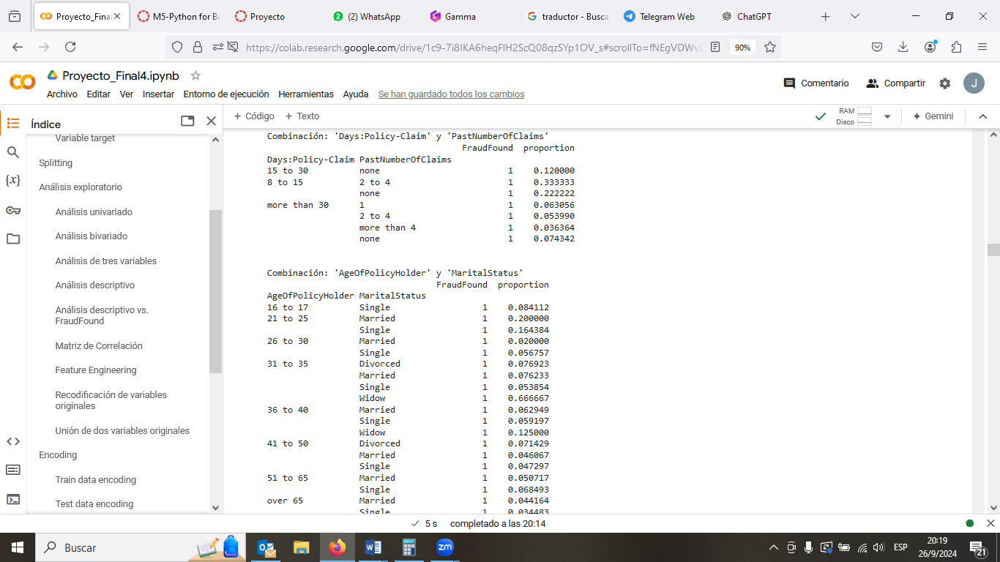 Proyecto_Fina
M5-Python for Bu
Proyecto
(2) WhatsApp
Gamma
traductor - Busca
Telegram Web
ChatGPT
https://colab.research.google.com/drive/1c9-7i8IKA6heqFIH2ScQ08qzSYp1OV_s#scrollTo=fNEgVDWv
90%
Proyecto_Final4.ipynb
Comentario
Compartir
J
Archivo Editar Ver Insertar Entorno de ejecución Herramientas Ayuda Se han guardado todos los cambios
Índice
+ Código + Texto
RAM
Disco
Gemini
Variable target
Splitting
Análisis exploratorio
Análisis univariado
Análisis bivariado
Análisis de tres variables
Análisis descriptivo
Análisis descriptivo vs.
FraudFound
Matriz de Correlación
Feature Engineering
Recodificación de variables
originales
Unión de dos variables originales
Encoding
Train data encoding
Test data encoding
Combinación: 'Days:Policy-Claim' y 'PastNumberOfClaims'
FraudFound proportion
Days:Policy-Claim PastNumberOfClaims
15 to 30 none 1 0.120000
8 to 15 2 to 4 1 0.333333
none 1 0.222222
more than 30 1 1 0.063056
2 to 4 1 0.053990
more than 4 1 0.036364
none 1 0.074342
Combinación: 'AgeOfPolicyHolder' y 'MaritalStatus'
FraudFound proportion
AgeOfPolicyHolder MaritalStatus
16 to 17 Single 1 0.084112
21 to 25 Married 1 0.200000
Single 1 0.164384
26 to 30 Married 1 0.020000
Single 1 0.056757
31 to 35 Divorced 1 0.076923
Married 1 0.076233
Single 1 0.053854
Widow 1 0.666667
36 to 40 Married 1 0.062949
Single 1 0.059197
Widow 1 0.125000
41 to 50 Divorced 1 0.071429
Married 1 0.046067
Single 1 0.047297
51 to 65 Married 1 0.050717
Single 1 0.068493
over 65 Married 1 0.044164
Single 1 0.034483
5 s completado a las 20:14
Buscar
zm
ESP
20:19
26/9/2024
21